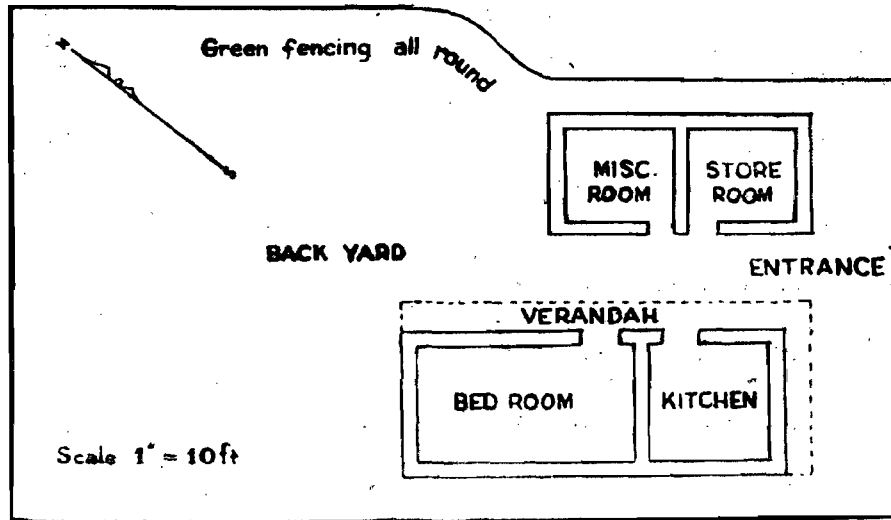 N
Green fencing all round
MISC. ROOM
STORE ROOM
BACK YARD
ENTRANCE
VERANDAH
BED ROOM
KITCHEN
Scale 1" = 10ft